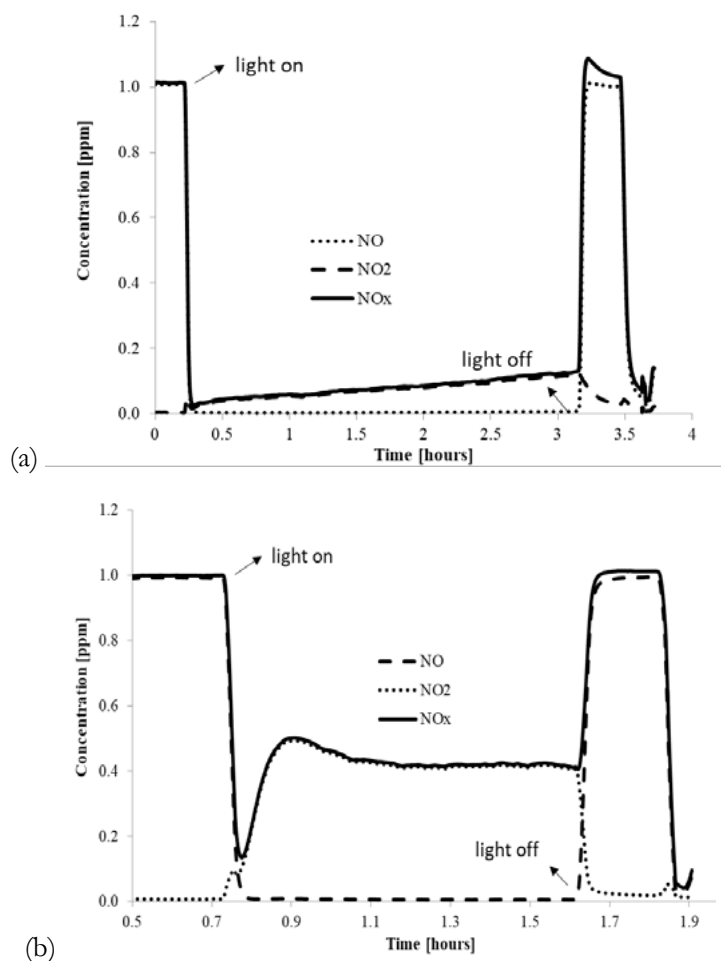 1.2
1.0
0.8
0.6
0.4
0.2
0.0
Concentration [ppm]
light on
NO
NO2
NOx
light off
0
0.5
1
1.5
2
2.5
3
3.5
4
Time [hours]
(a)
1.2
1.0
0.8
0.6
0.4
0.2
0.0
Concentration [ppm]
light on
NO
NO2
NOx
light off
0.5
0.7
0.9
1.1
1.3
1.5
1.7
1.9
Time [hours]
(b)